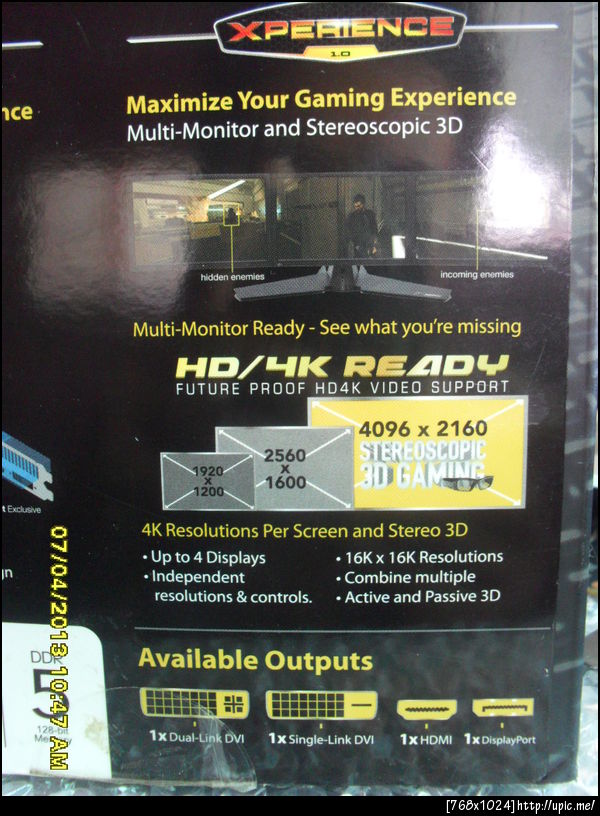 XPERIENCE
1.0
nce
Maximize Your Gaming Experience
Multi-Monitor and Stereoscopic 3D
hidden enemies
incoming enemies
Multi-Monitor Ready - See what you're missing
HD/4K READY
FUTURE PROOF HD4K VIDEO SUPPORT
1920
x
1200
2560
x
1600
4096 x 2160
STEREOSCOPIC
3D GAMING
t Exclusive
4K Resolutions Per Screen and Stereo 3D
• Up to 4 Displays
• Independent
resolutions & controls.
• 16K x 16K Resolutions
• Combine multiple
• Active and Passive 3D
gn
07/04/2013 10:47 AM
DDR
5
128-bit
Memory
Available Outputs
1x Dual-Link DVI
1x Single-Link DVI
1x HDMI
1x DisplayPort
[768x1024]http://upic.me/